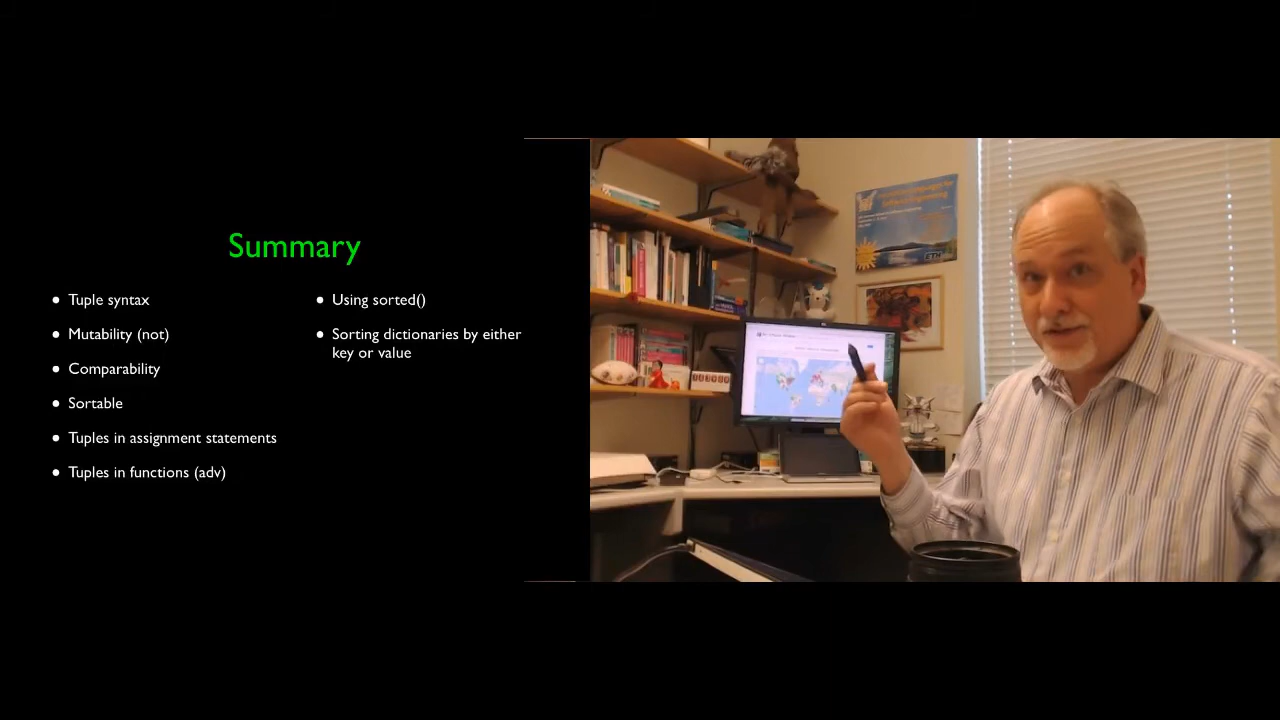 Summary
Tuple syntax
Mutability (not)
Comparability
Sortable
Tuples in assignment statements
Tuples in functions (adv)
Using sorted()
Sorting dictionaries by either
key or value